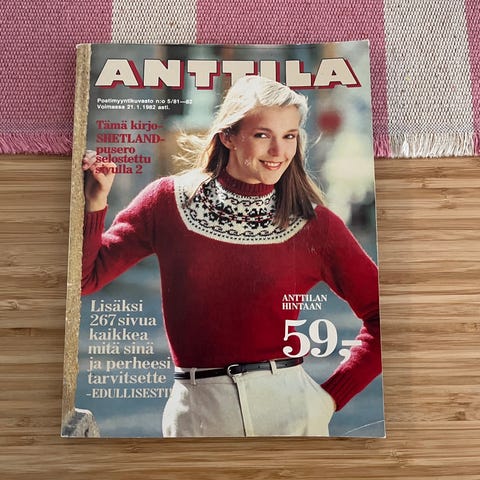 ANTTILA
Postimyyntikuvasto n:o 5/81—82
Voimassa 21.1.1982 asti.
Tämä kirjo-
SHETLAND-
pusero
selostettu
sivulla 2
Lisäksi
267 sivua
kaikkea
mitä sinä
ja perheesi
tarvitsette
-EDULLISESTI!
ANTTILAN
HINTAAN
59,-